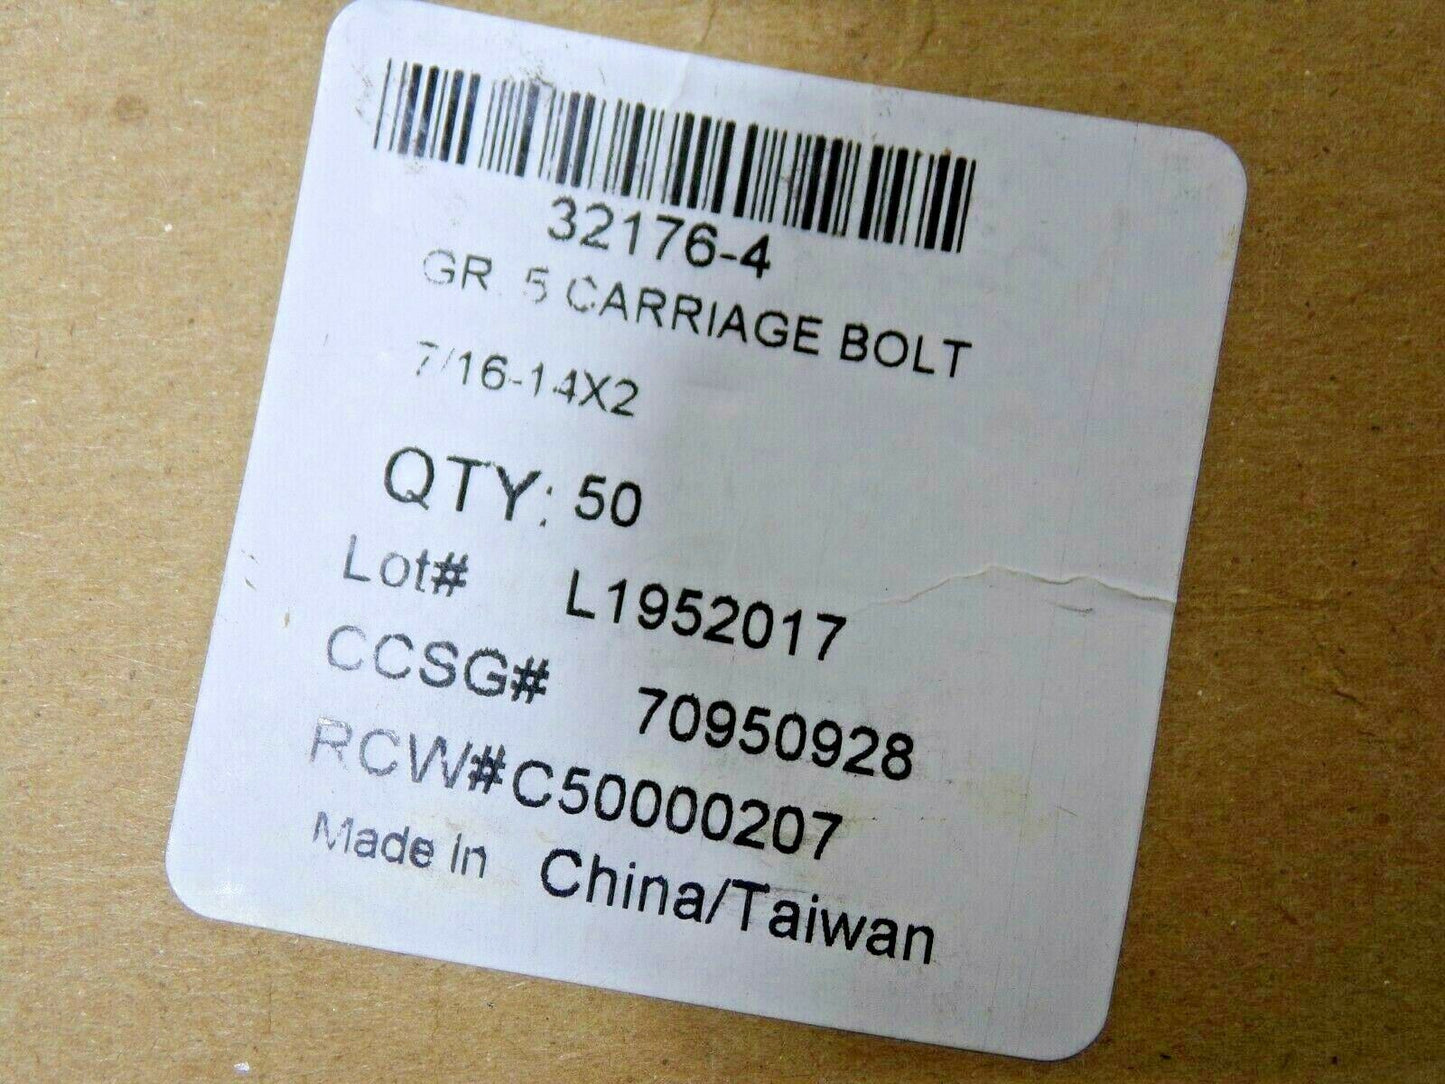 32176-4
GR. 5 CARRIAGE BOLT
7/16-14X2
QTY: 50
Lot# L1952017
CCSG# 70950928
RCW#C50000207
Made In China/Taiwan